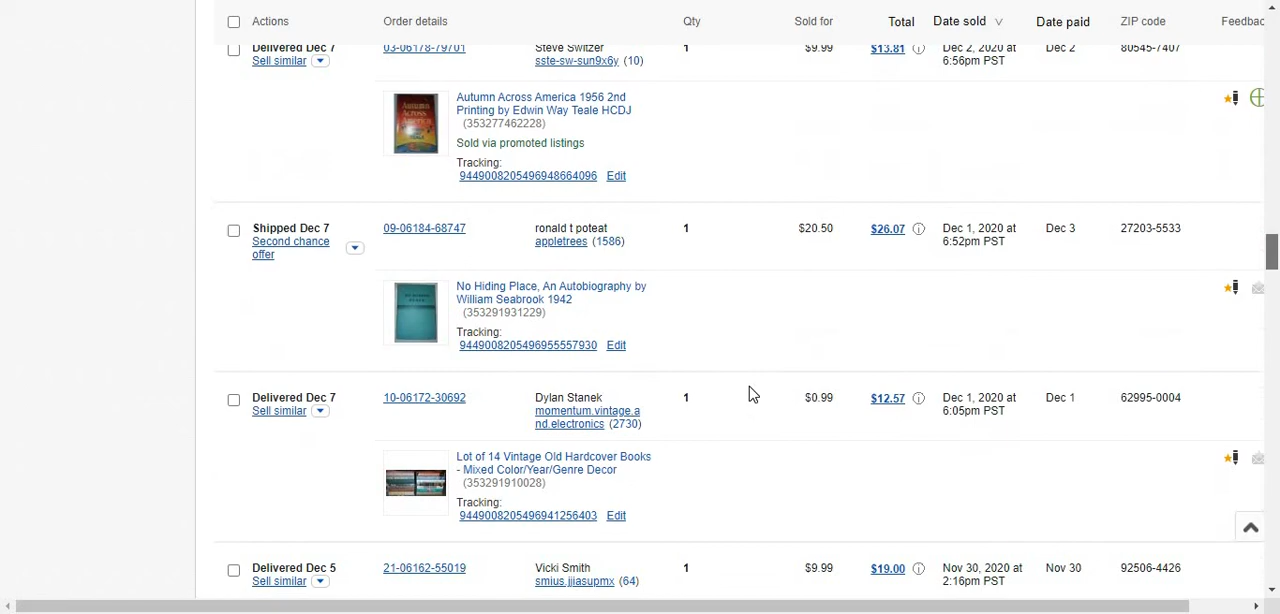 Actions Order details Qty Sold for Total Date sold Date paid ZIP code Feedbac
Delivered Dec 7 03-06178-79701 Steve Switzer 1 $9.99 $13.81 Dec 2, 2020 at Dec 2 80545-7407
Sell similar sste-sw-sun9x6y (10) 6:56pm PST
Autumn Across America 1956 2nd
Printing by Edwin Way Teale HCDJ
(353277462228)
Sold via promoted listings
Tracking:
9449008205496948664096 Edit
Shipped Dec 7 09-06184-68747 ronald t poteat 1 $20.50 $26.07 Dec 1, 2020 at Dec 3 27203-5533
Second chance appletrees (1586) 6:52pm PST
offer
No Hiding Place, An Autobiography by
William Seabrook 1942
(353291931229)
Tracking:
9449008205496955557930 Edit
Delivered Dec 7 10-06172-30692 Dylan Stanek 1 $0.99 $12.57 Dec 1, 2020 at Dec 1 62995-0004
Sell similar momentum.vintage.a 6:05pm PST
nd.electronics (2730)
Lot of 14 Vintage Old Hardcover Books
- Mixed Color/Year/Genre Decor
(353291910028)
Tracking:
9449008205496941256403 Edit
Delivered Dec 5 21-06162-55019 Vicki Smith 1 $9.99 $19.00 Nov 30, 2020 at Nov 30 92506-4426
Sell similar smius.jjiasupmx (64) 2:16pm PST